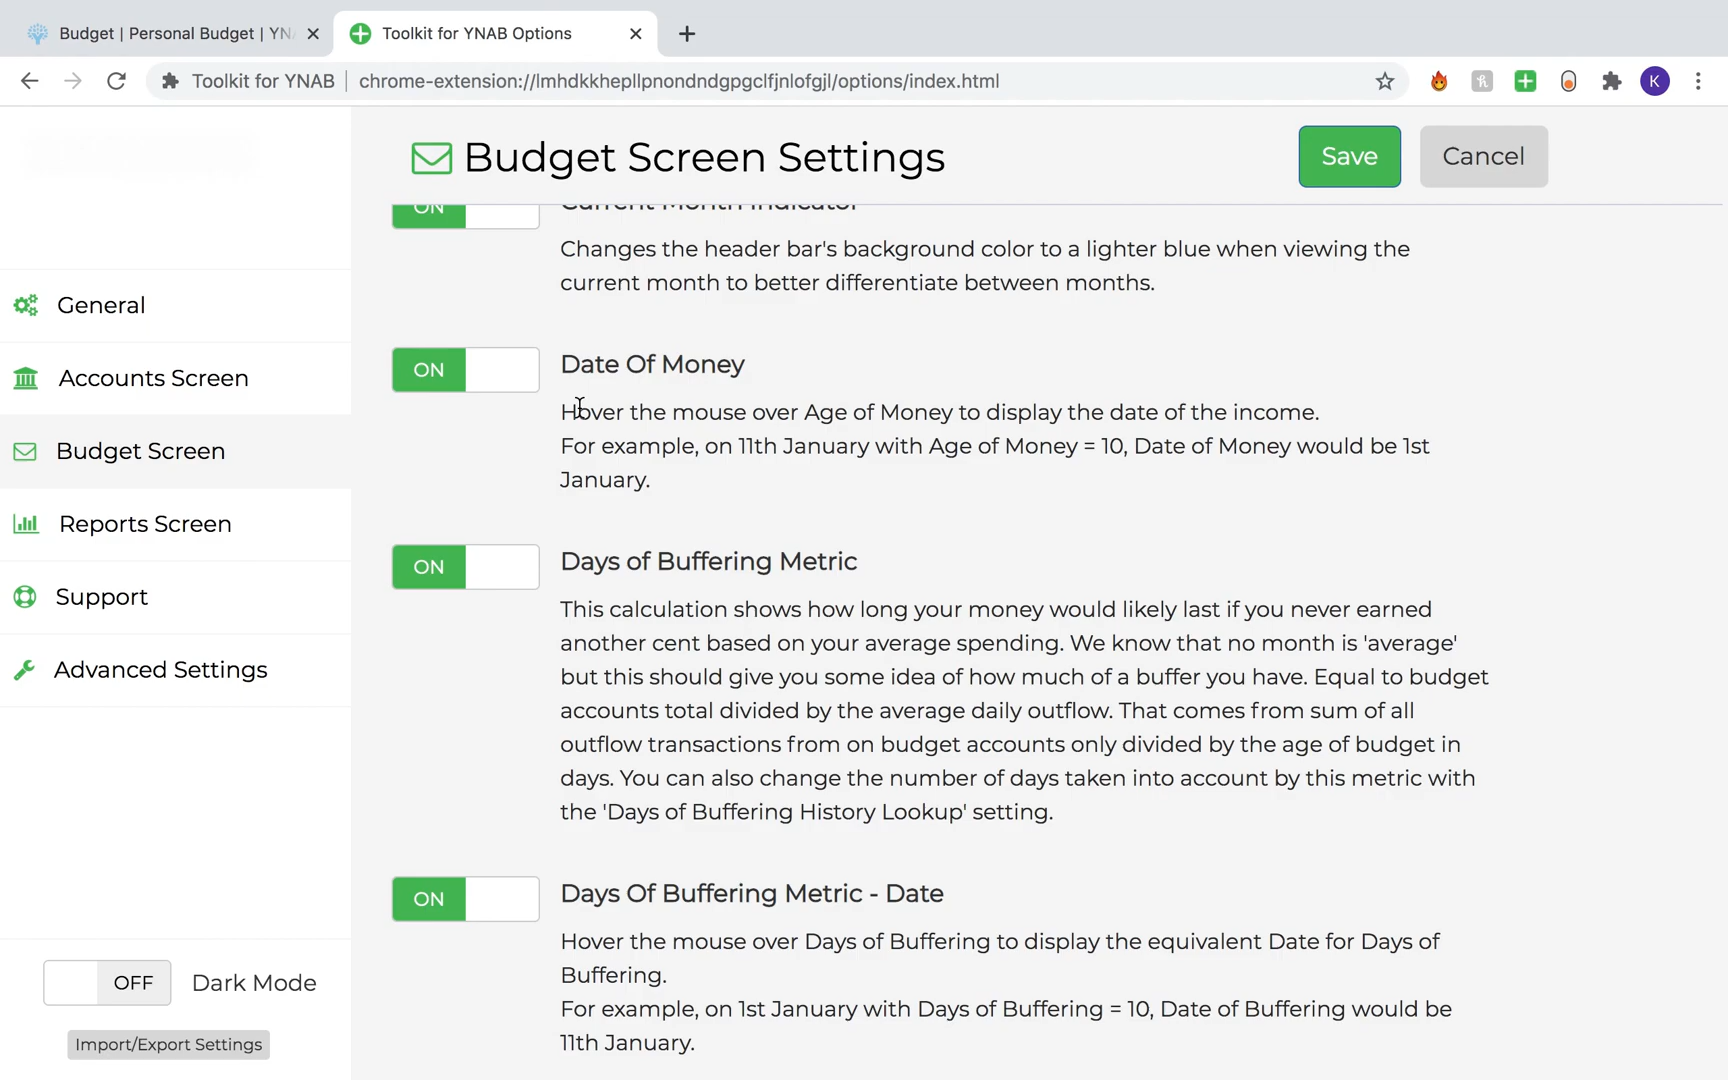 Budget | Personal Budget | YN
Toolkit for YNAB Options
Toolkit for YNAB
chrome-extension://lmhdkkhepllpnondndgpgclfjnlofgjl/options/index.html
K
Budget Screen Settings
Save
Cancel
General
Accounts Screen
Budget Screen
Reports Screen
Support
Advanced Settings
OFF
Dark Mode
Import/Export Settings
ON
Current Month Indicator
Changes the header bar's background color to a lighter blue when viewing the
current month to better differentiate between months.
ON
Date Of Money
Hover the mouse over Age of Money to display the date of the income.
For example, on 11th January with Age of Money = 10, Date of Money would be 1st
January.
ON
Days of Buffering Metric
This calculation shows how long your money would likely last if you never earned
another cent based on your average spending. We know that no month is 'average'
but this should give you some idea of how much of a buffer you have. Equal to budget
accounts total divided by the average daily outflow. That comes from sum of all
outflow transactions from on budget accounts only divided by the age of budget in
days. You can also change the number of days taken into account by this metric with
the 'Days of Buffering History Lookup' setting.
ON
Days Of Buffering Metric - Date
Hover the mouse over Days of Buffering to display the equivalent Date for Days of
Buffering.
For example, on 1st January with Days of Buffering = 10, Date of Buffering would be
11th January.